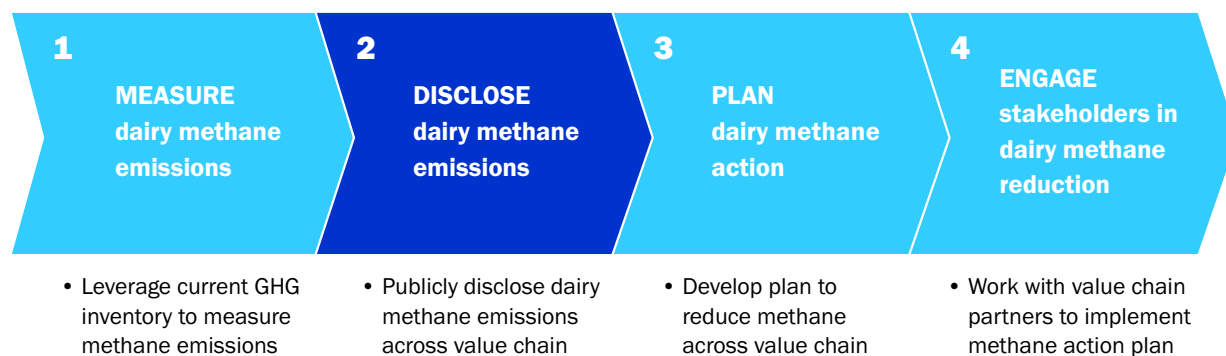 1
MEASURE
dairy methane
emissions
2
DISCLOSE
dairy methane
emissions
3
PLAN
dairy methane
action
4
ENGAGE
stakeholders in
dairy methane
reduction
• Leverage current GHG
inventory to measure
methane emissions
• Publicly disclose dairy
methane emissions
across value chain
• Develop plan to
reduce methane
across value chain
• Work with value chain
partners to implement
methane action plan